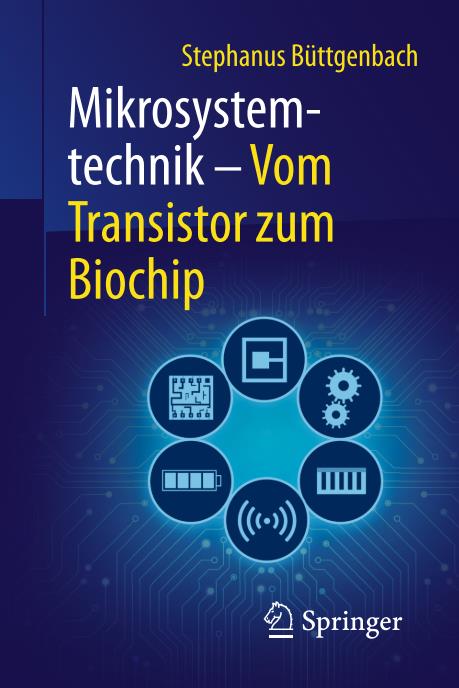 Stephanus Büttgenbach
Mikrosystem-
technik – Vom
Transistor zum
Biochip
Springer